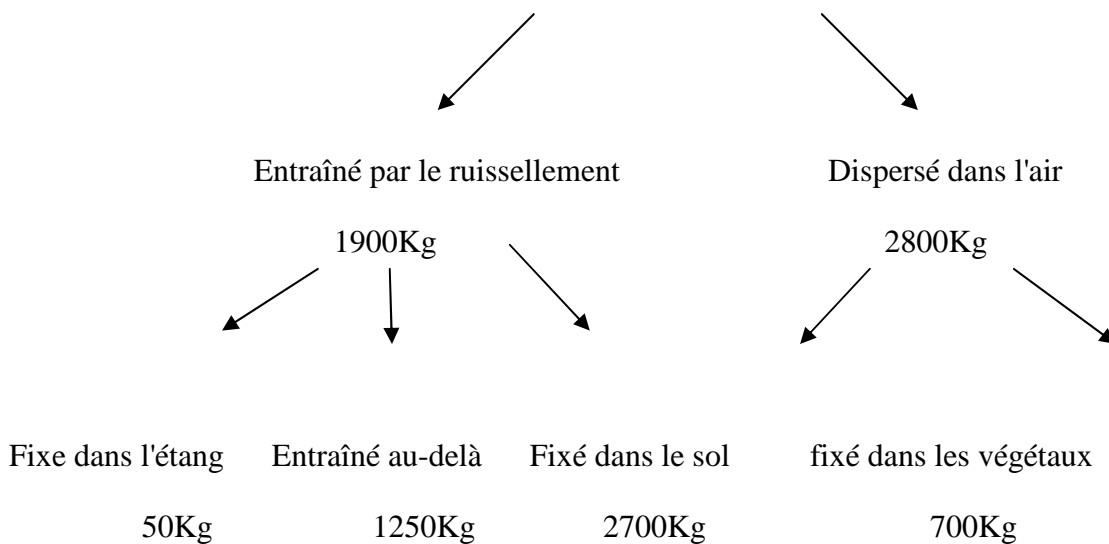 Entraîné par le ruissellement Dispersé dans l'air
1900Kg 2800Kg
Fixe dans l'étang Entraîné au-delà Fixé dans le sol fixé dans les végétaux
50Kg 1250Kg 2700Kg 700Kg